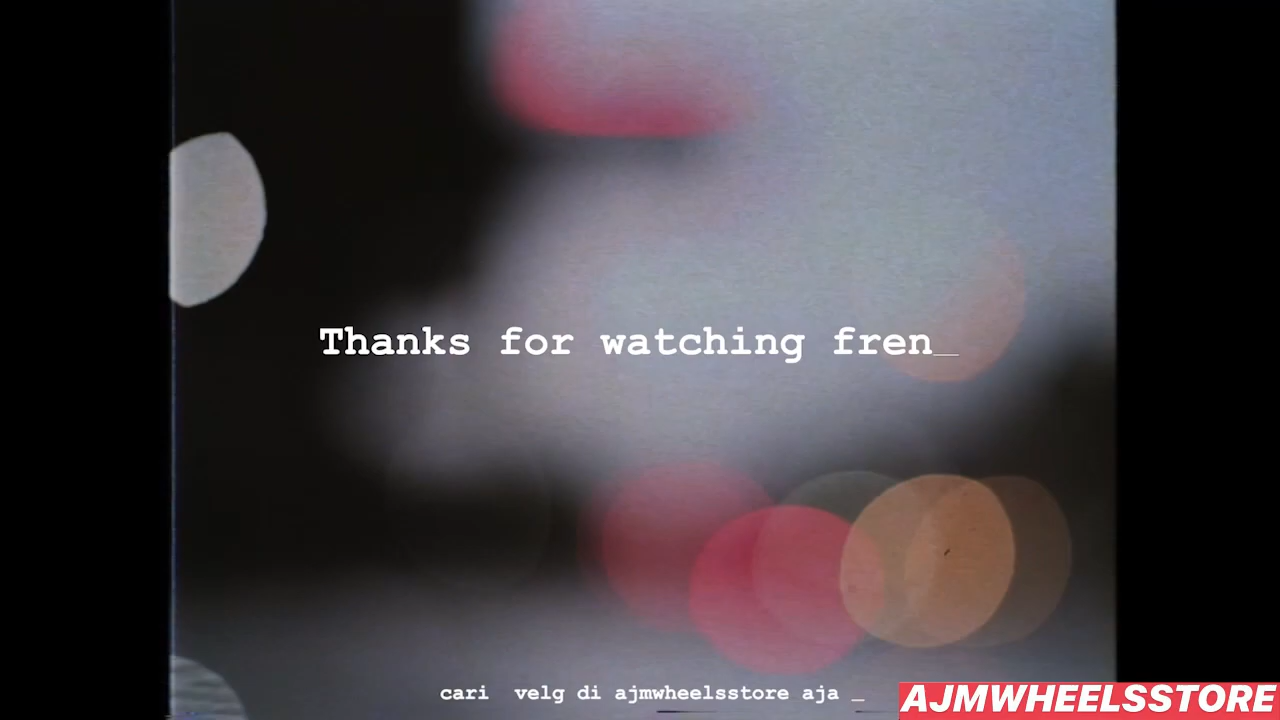 Thanks for watching fren_
cari velg di ajmwheelsstore aja _
AJMWHEELSSTORE